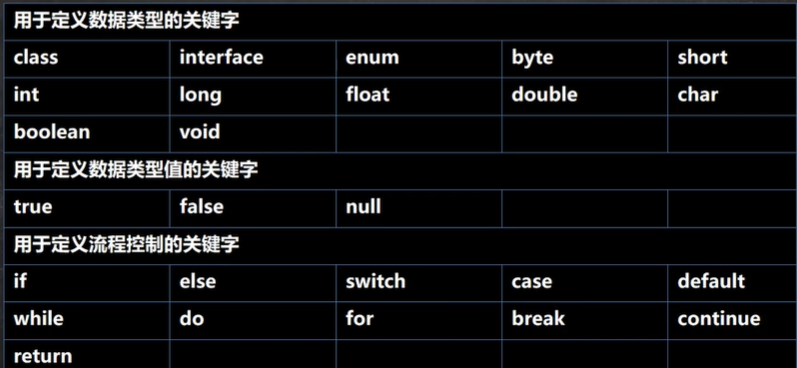 用于定义数据类型的关键字
class interface enum byte short
int long float double char
boolean void
用于定义数据类型值的关键字
true false null
用于定义流程控制的关键字
if else switch case default
while do for break continue
return